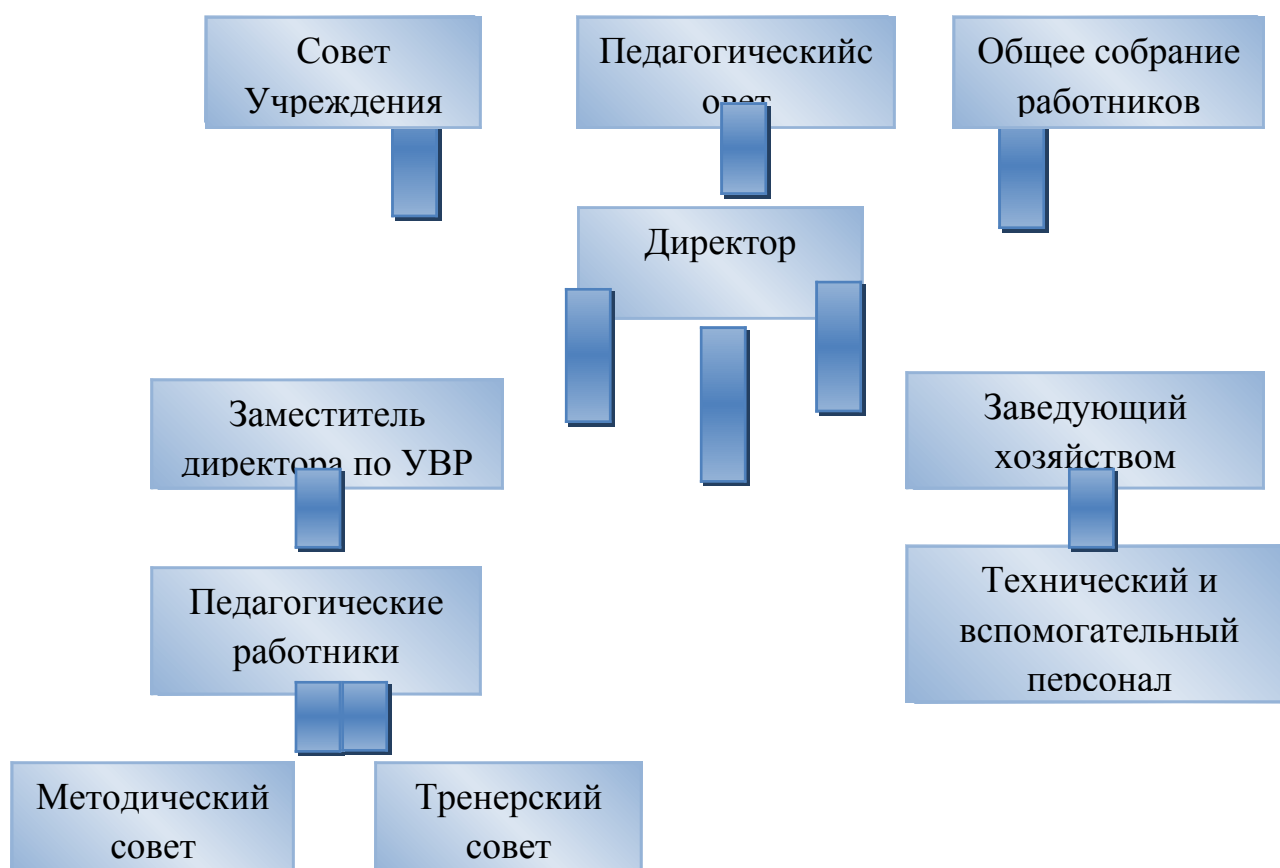 Совет
Учреждения
Педагогическийс
овет
Общее собрание
работников
Директор
Заместитель
директора по УВР
Заведующий
хозяйством
Педагогические
работники
Технический и
вспомогательный
персонал
Методический
совет
Тренерский
совет